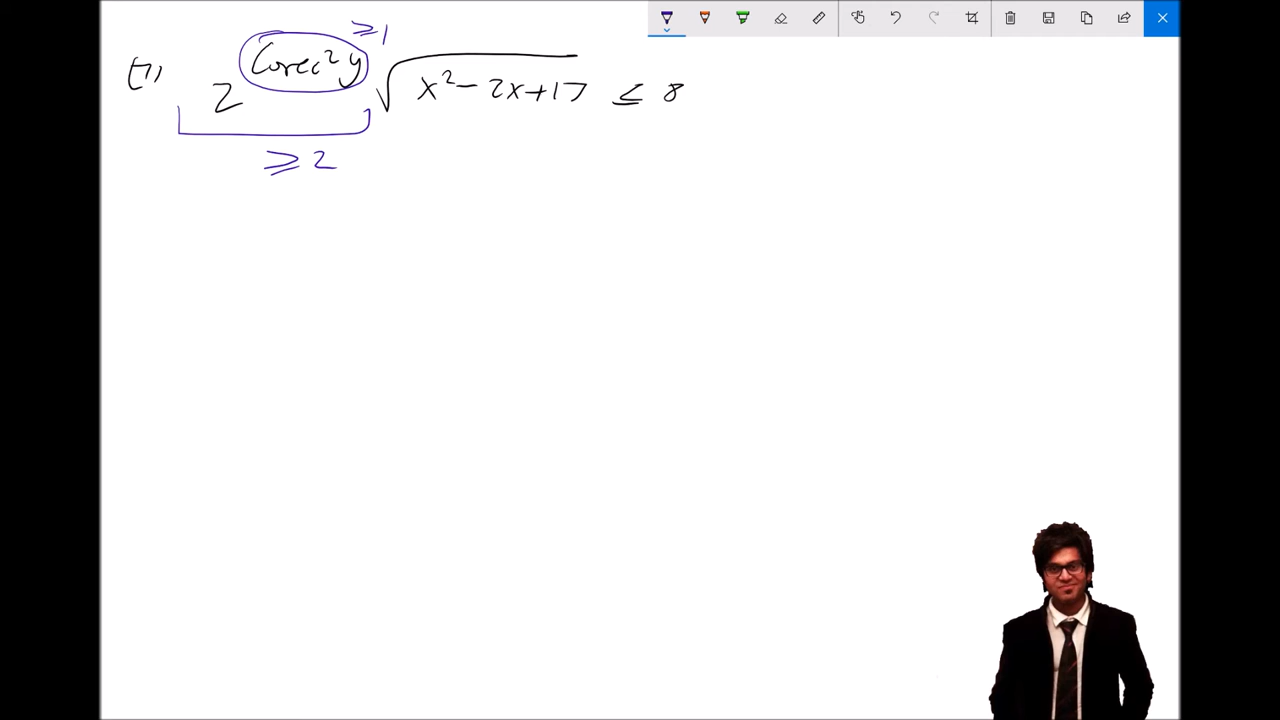 ≥1
(7) 2^(Cosec²y) √(x²-2x+17) ≤ 8
≥ 2